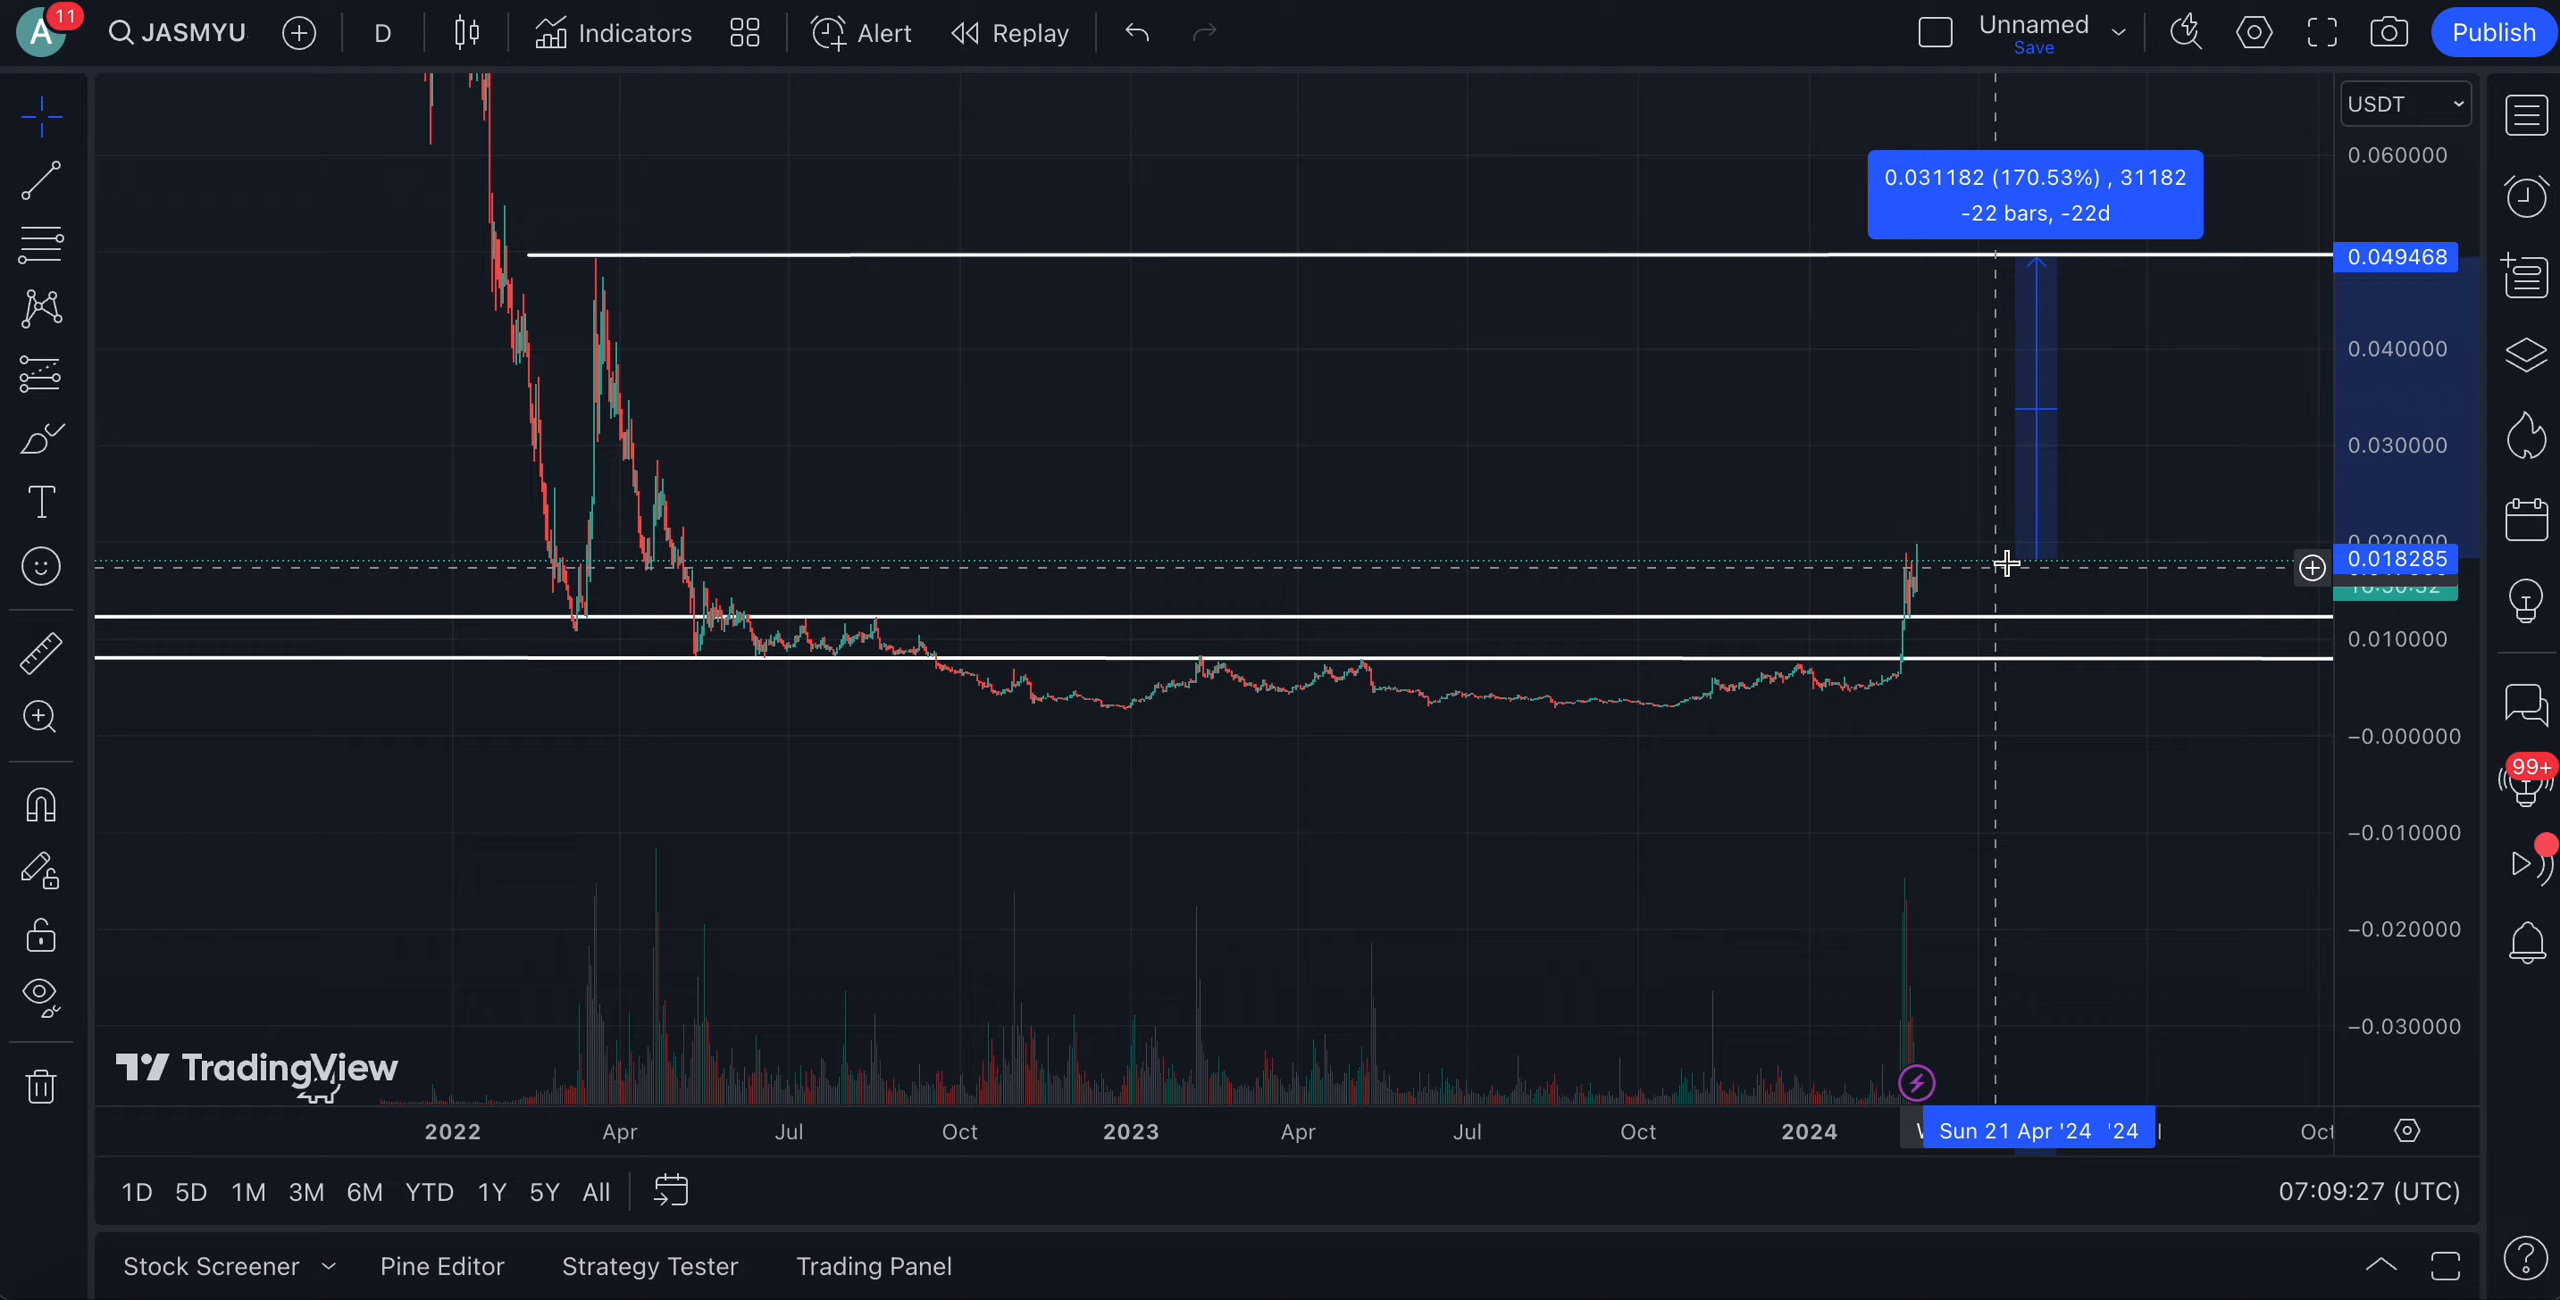 A
11
JASMYU
D
Indicators
Alert
Replay
Unnamed
Save
Publish
USDT
0.060000
0.031182 (170.53%) , 31182
-22 bars, -22d
0.049468
0.040000
0.030000
0.018285
0.010000
−0.000000
−0.010000
−0.020000
−0.030000
99+
TradingView
2022
Apr
Jul
Oct
2023
Apr
Jul
Oct
2024
Sun 21 Apr '24
'24
Oct
1D
5D
1M
3M
6M
YTD
1Y
5Y
All
07:09:27 (UTC)
Stock Screener
Pine Editor
Strategy Tester
Trading Panel